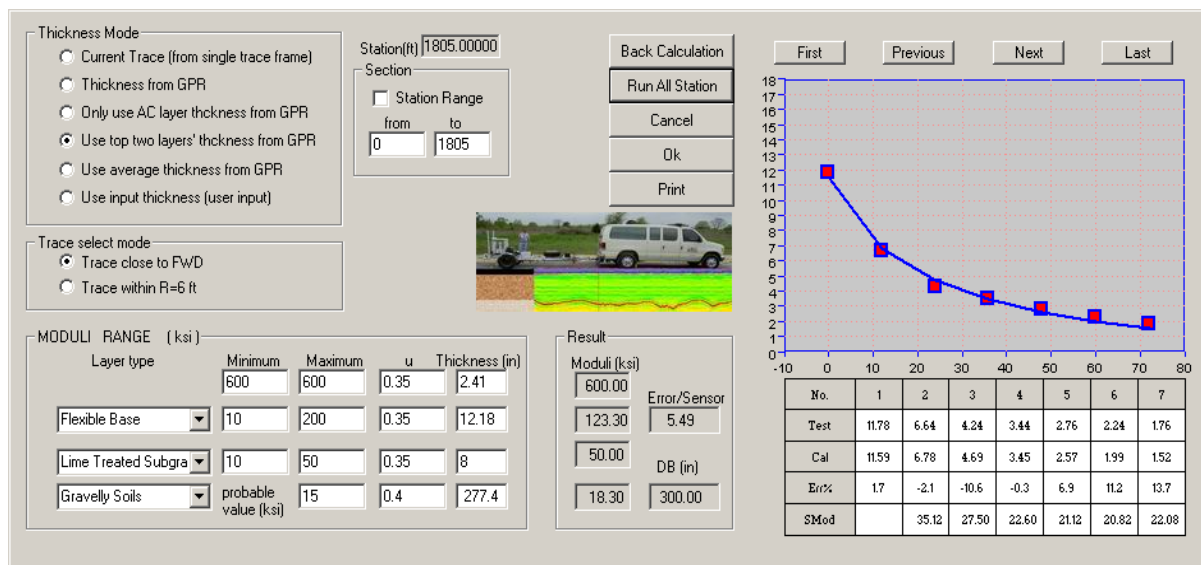 Thickness Mode
Current Trace (from single trace frame)
Thickness from GPR
Only use AC layer thckness from GPR
Use top two layers' thckness from GPR
Use average thickness from GPR
Use input thickness (user input)
Trace select mode
Trace close to FWD
Trace within R=6 ft
Station(ft) 1805.00000
Section
Station Range
from to
0 1805
Back Calculation
Run All Station
Cancel
Ok
Print
First Previous Next Last
18
17
16
15
14
13
12
11
10
9
8
7
6
5
4
3
2
1
0
-10 0 10 20 30 40 50 60 70 80
MODULI RANGE (ksi)
Layer type Minimum Maximum u Thickness (in)
600 600 0.35 2.41
Flexible Base 10 200 0.35 12.18
Lime Treated Subgra 10 50 0.35 8
Gravelly Soils probable value (ksi) 15 0.4 277.4
Result
Moduli (ksi)
600.00
Error/Sensor
123.30 5.49
50.00
DB (in)
18.30 300.00
No. 1 2 3 4 5 6 7
Test 11.78 6.64 4.24 3.44 2.76 2.24 1.76
Cal 11.59 6.78 4.69 3.45 2.57 1.99 1.52
Err% 1.7 -2.1 -10.6 -0.3 6.9 11.2 13.7
SMod 35.12 27.50 22.60 21.12 20.82 22.08